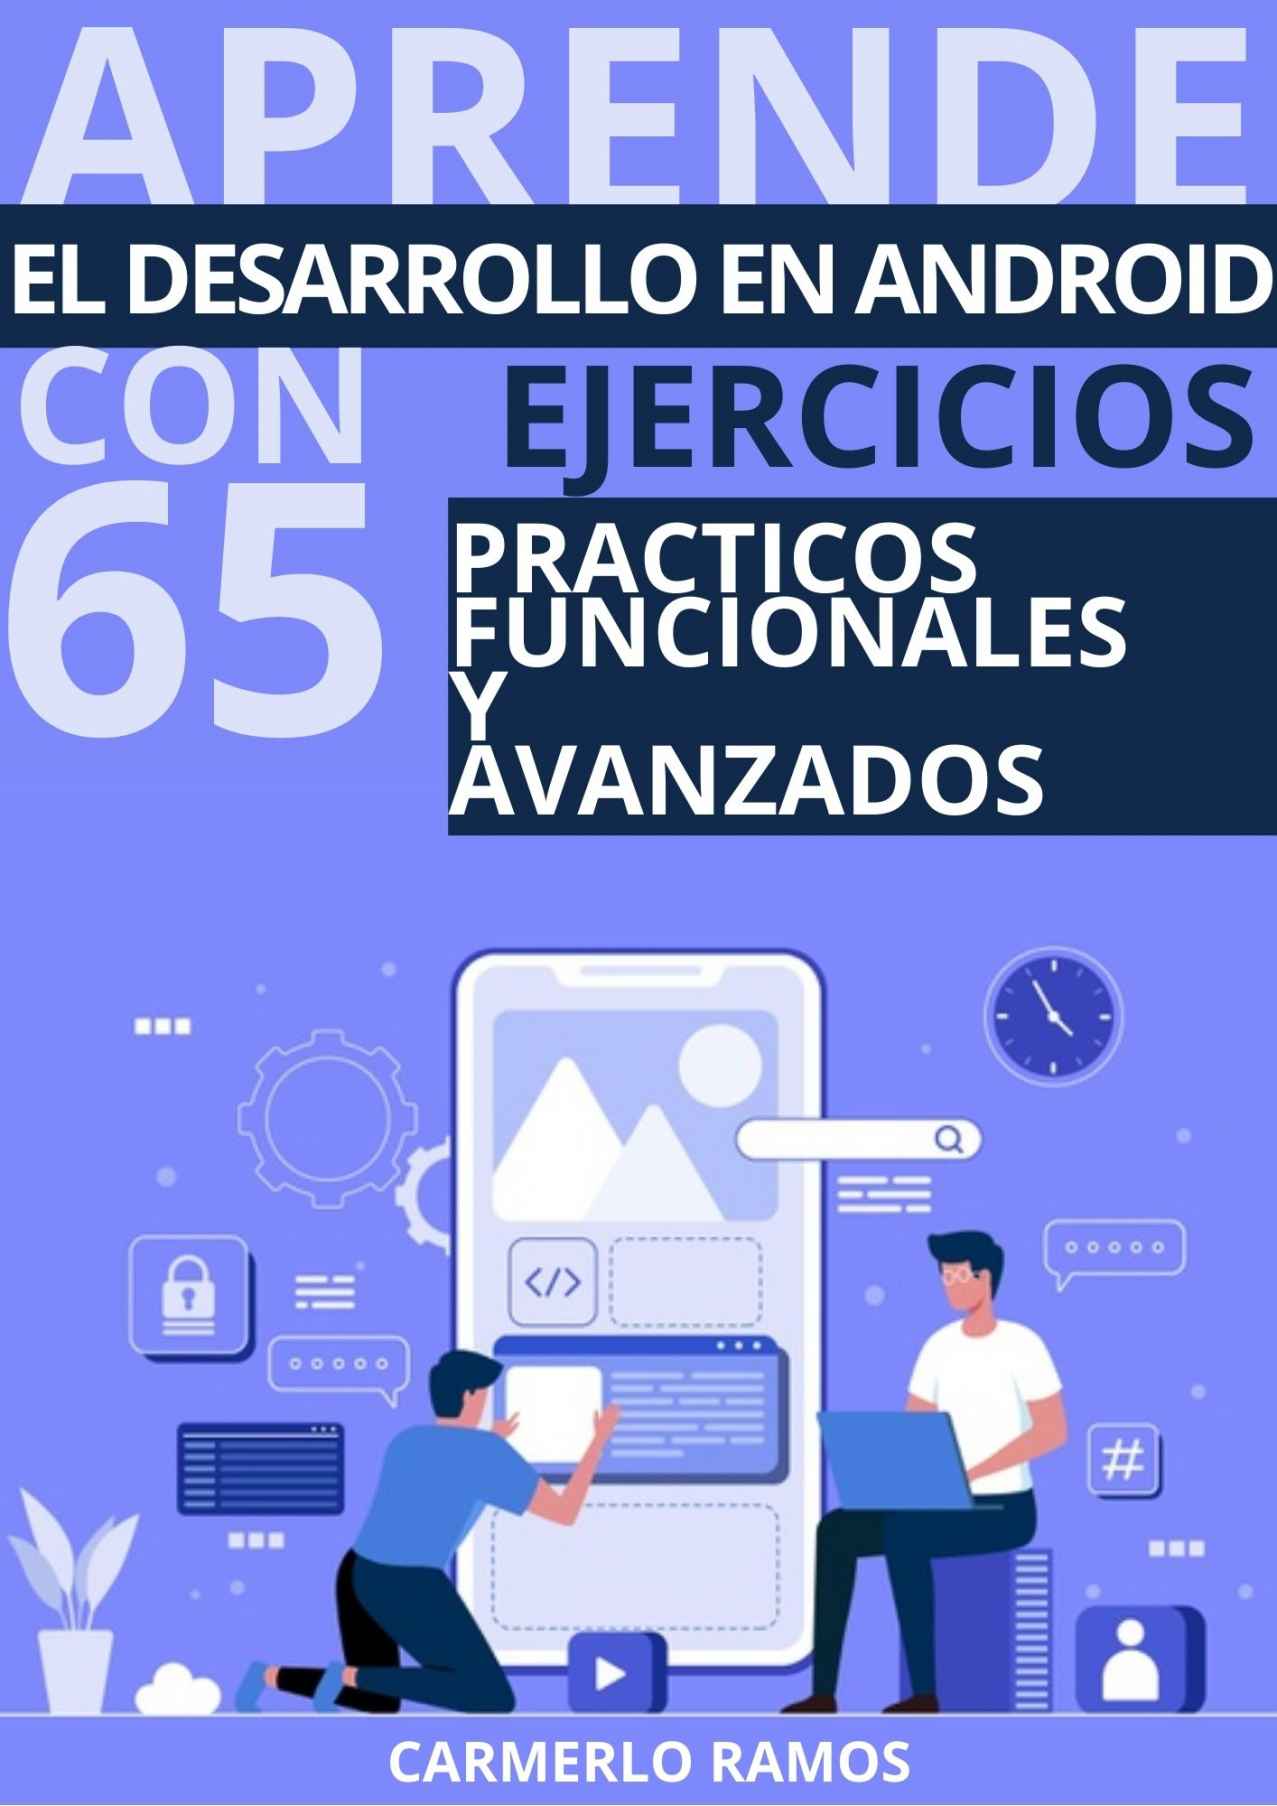 APRENDE
EL DESARROLLO EN ANDROID
CON
EJERCICIOS
65
PRACTICOS
FUNCIONALES
Y
AVANZADOS
</>
#
CARMERLO RAMOS